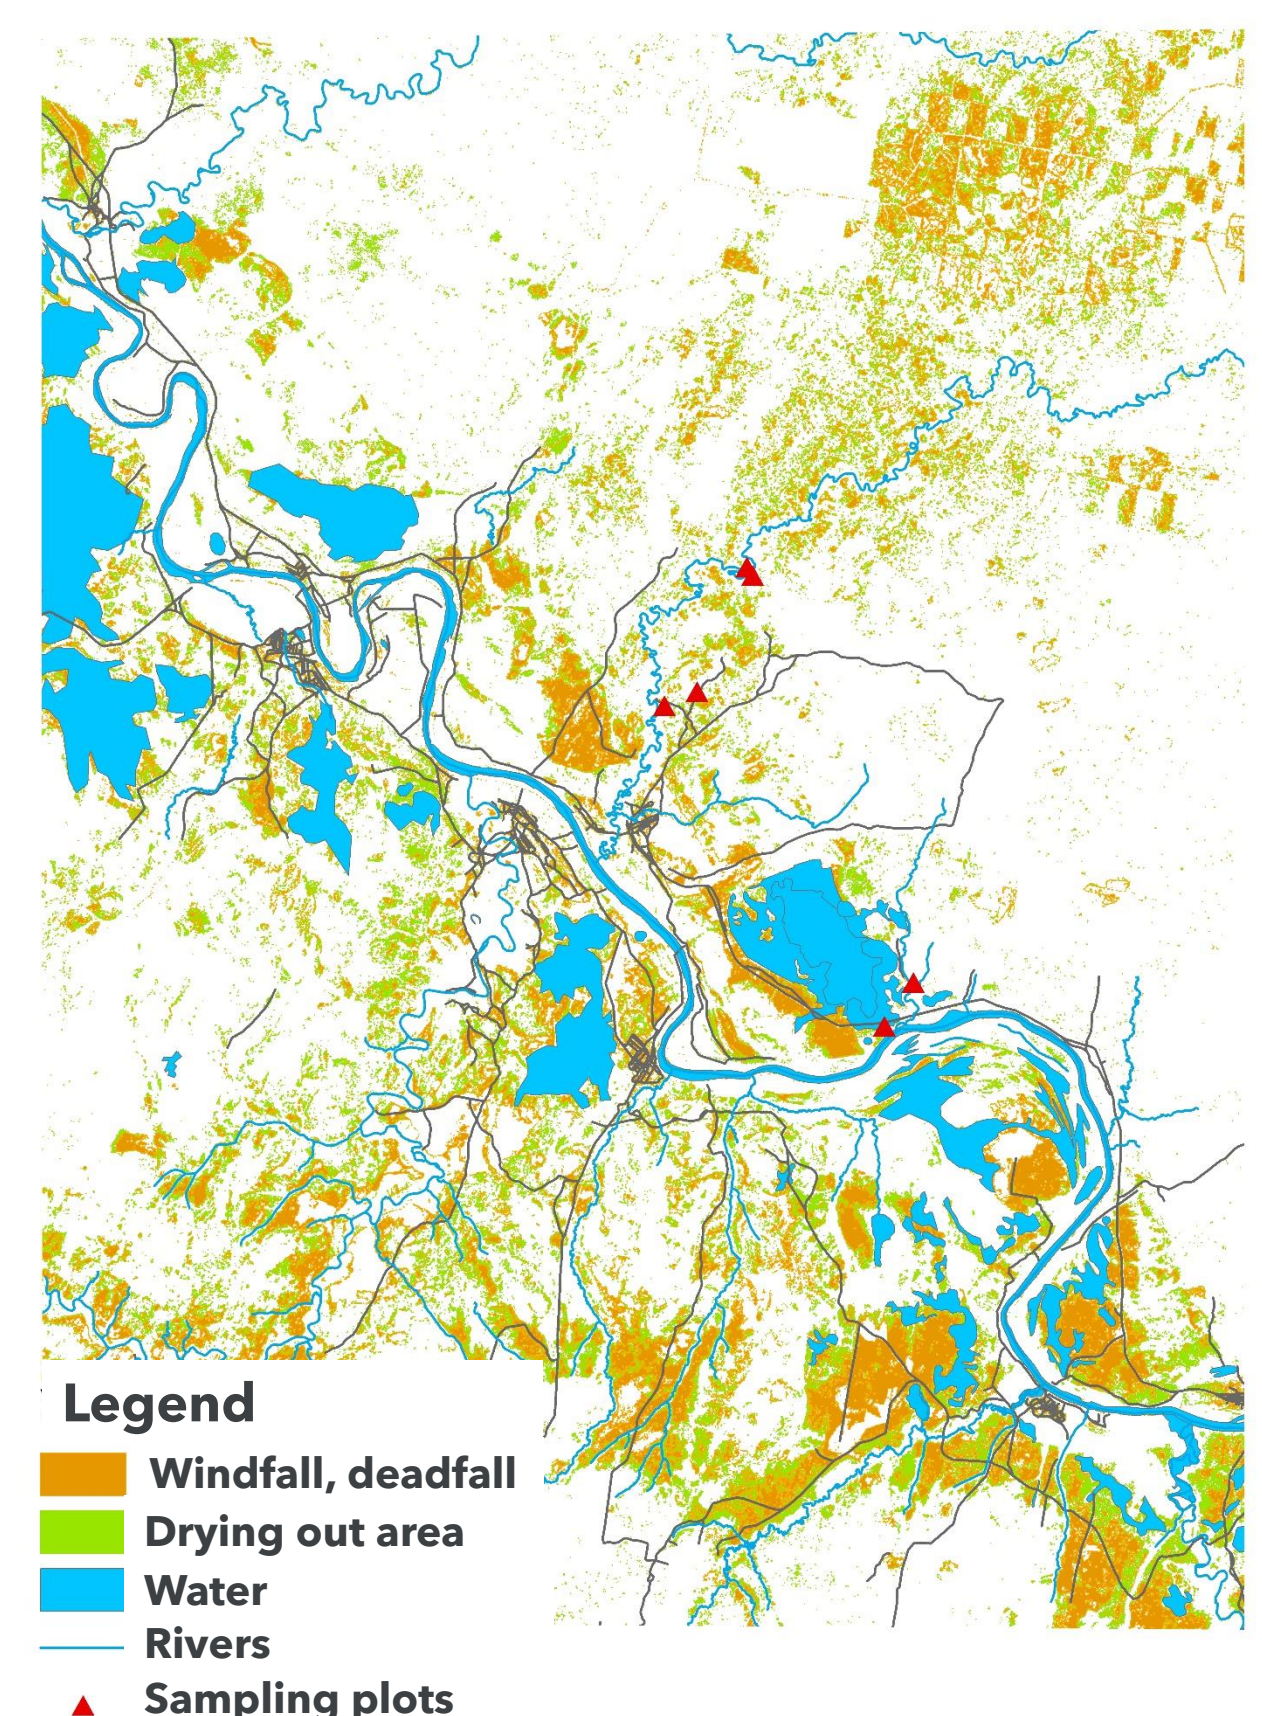 Legend
Windfall, deadfall
Drying out area
Water
Rivers
Sampling plots